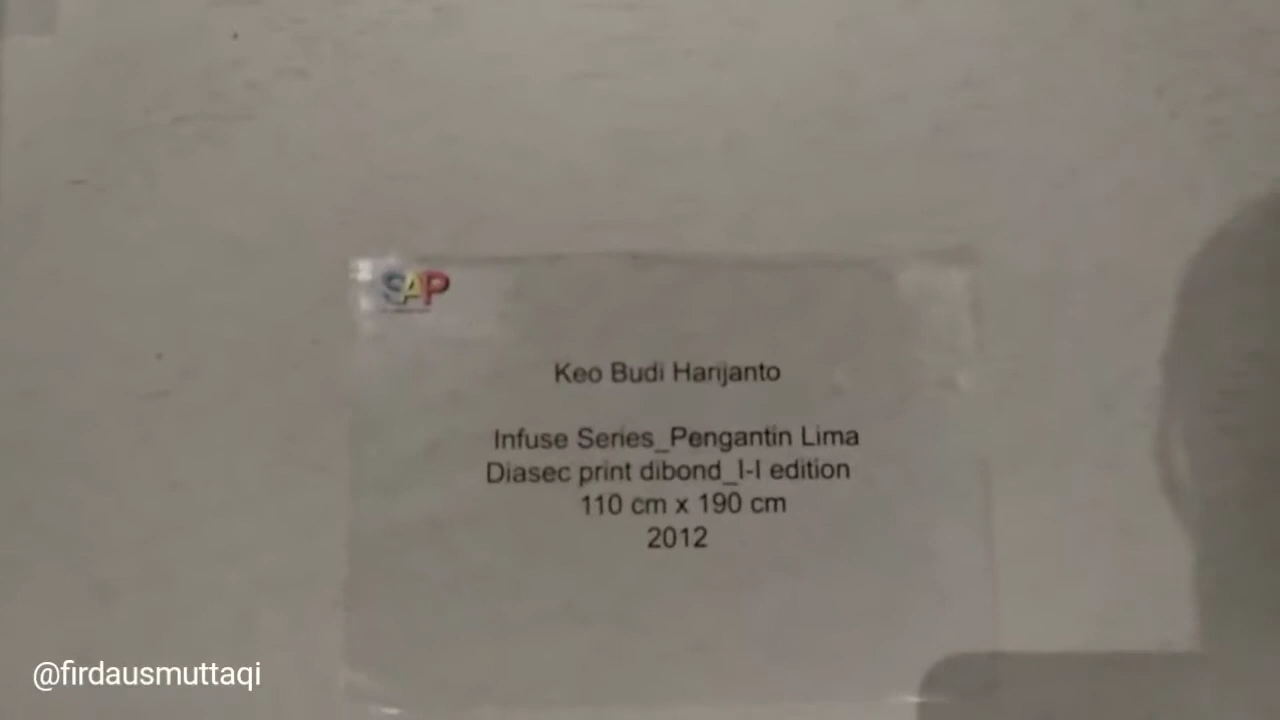 SAP
Keo Budi Harijanto
Infuse Series_Pengantin Lima
Diasec print dibond_I-I edition
110 cm x 190 cm
2012
@firdausmuttaqi